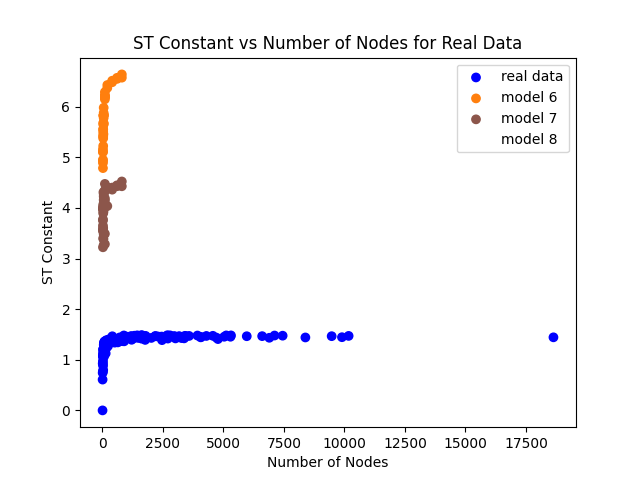 ST Constant vs Number of Nodes for Real Data
real data
model 6
model 7
model 8
ST Constant
6
5
4
3
2
1
0
0 2500 5000 7500 10000 12500 15000 17500
Number of Nodes